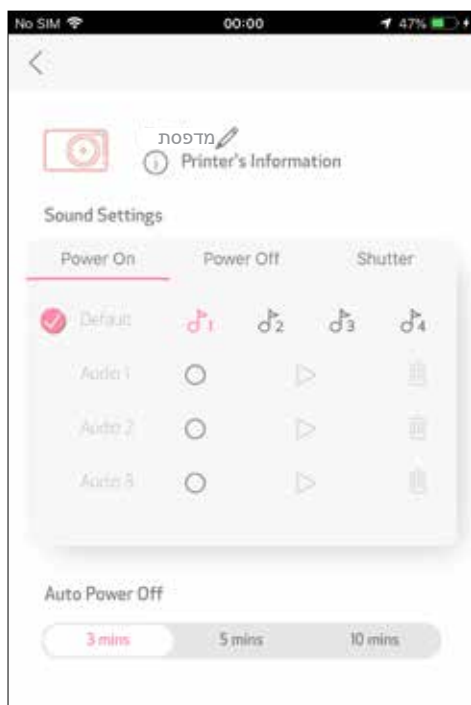 No SIM 00:00 47%
מדפסת
Printer's Information
Sound Settings
Power On Power Off Shutter
Default 1 2 3 4
Audio 1
Audio 2
Audio 3
Auto Power Off
3 mins 5 mins 10 mins